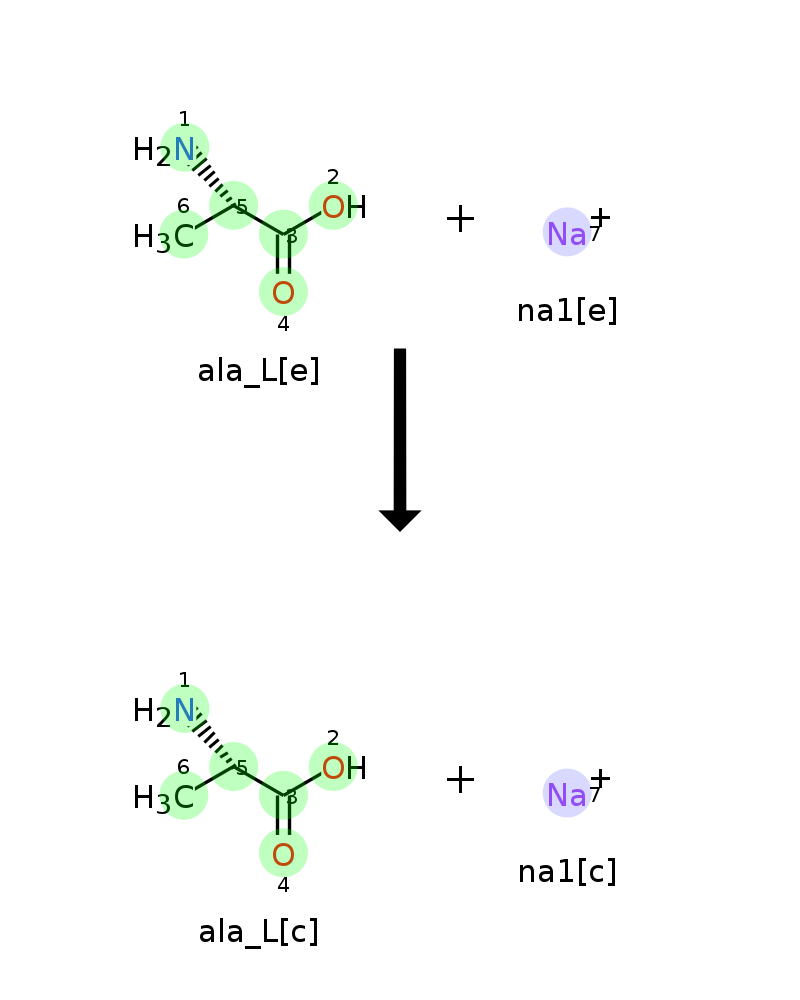 1
H2N
6 5 2
H3C 3 OH + Na+ 7
O
4
na1[e]
ala_L[e]
1
H2N
6 5 2
H3C 3 OH + Na+ 7
O
4
na1[c]
ala_L[c]